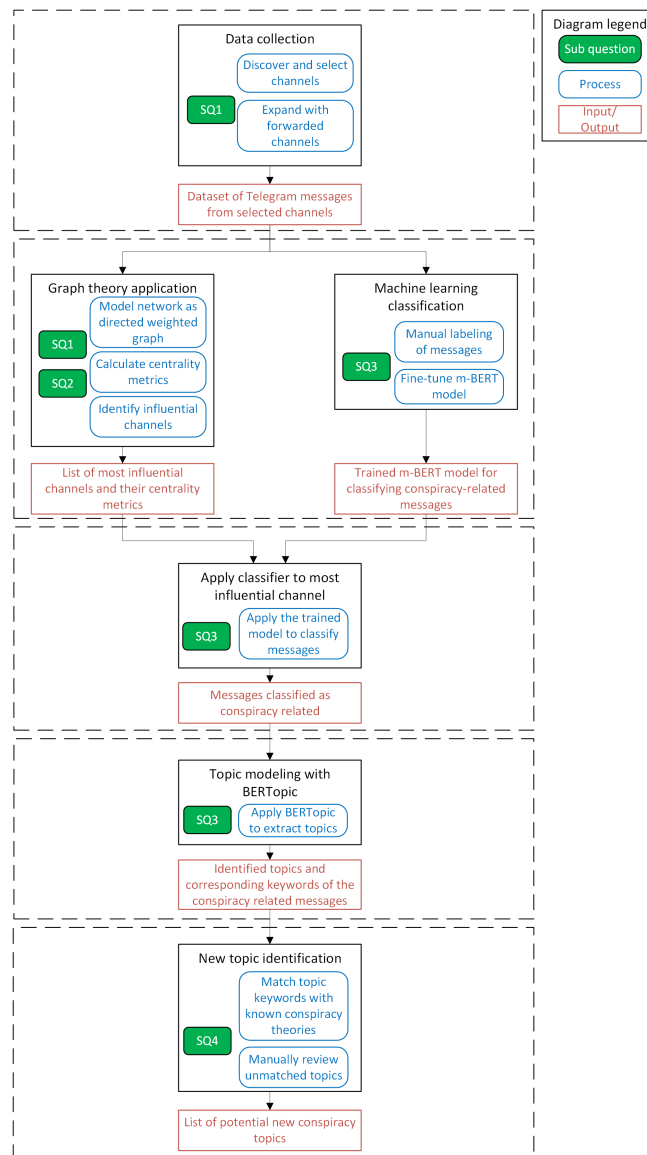 Data collection
Discover and select
channels
SQ1
Expand with
forwarded
channels
Dataset of Telegram messages
from selected channels
Diagram legend
Sub question
Process
Input/
Output
Graph theory application
Model network as
directed weighted
graph
SQ1
SQ2
Calculate centrality
metrics
Identify influential
channels
List of most influential
channels and their centrality
metrics
Machine learning
classification
Manual labeling
of messages
SQ3
Fine-tune m-BERT
model
Trained m-BERT model for
classifying conspiracy-related
messages
Apply classifier to most
influential channel
SQ3
Apply the trained
model to classify
messages
Messages classified as
conspiracy related
Topic modeling with
BERTopic
SQ3
Apply BERTopic
to extract topics
Identified topics and
corresponding keywords of the
conspiracy related messages
New topic identification
Match topic
keywords with
known conspiracy
theories
SQ4
Manually review
unmatched topics
List of potential new conspiracy
topics